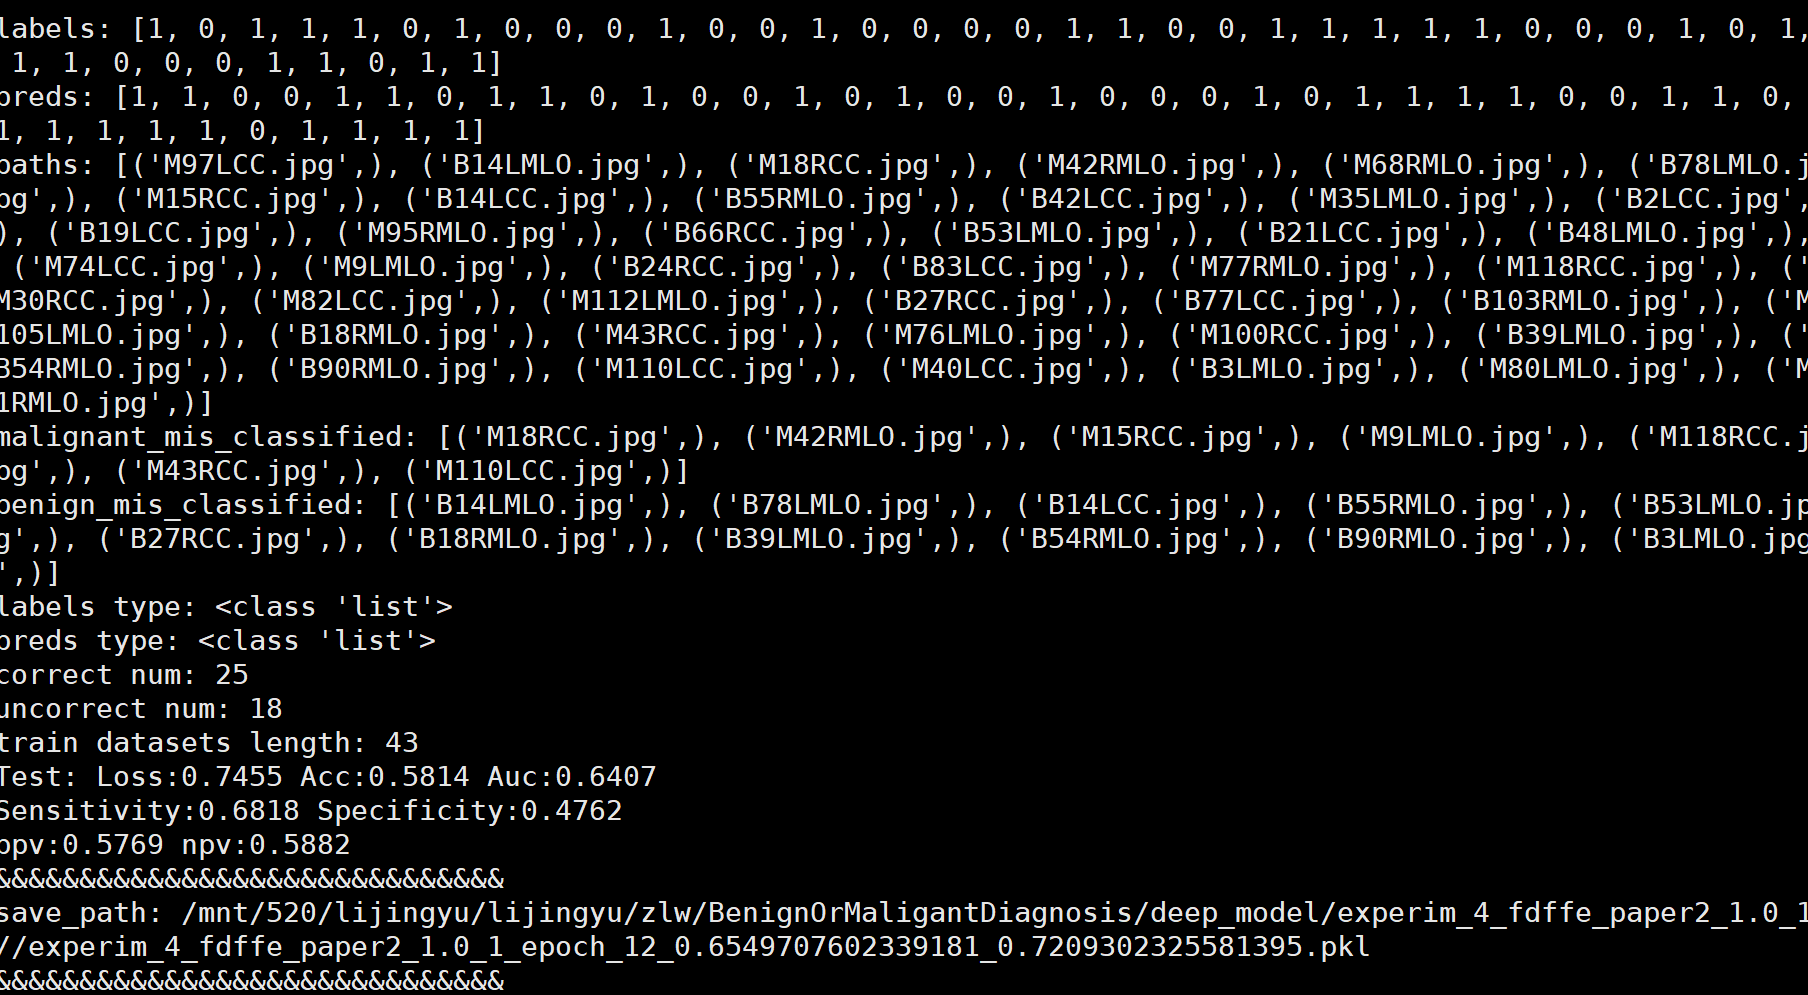 labels: [1, 0, 1, 1, 1, 0, 1, 0, 0, 0, 1, 0, 0, 1, 0, 0, 0, 0, 1, 1, 0, 0, 1, 1, 1, 1, 1, 0, 0, 0, 1, 0, 1,
1, 1, 0, 0, 0, 1, 1, 0, 1, 1]
preds: [1, 1, 0, 0, 1, 1, 0, 1, 1, 0, 1, 0, 0, 1, 0, 1, 0, 0, 1, 0, 0, 0, 1, 0, 1, 1, 1, 1, 0, 0, 1, 1, 0,
1, 1, 1, 1, 1, 0, 1, 1, 1, 1]
paths: [('M97LCC.jpg',), ('B14LMLO.jpg',), ('M18RCC.jpg',), ('M42RMLO.jpg',), ('M68RMLO.jpg',), ('B78LMLO.j
pg',), ('M15RCC.jpg',), ('B14LCC.jpg',), ('B55RMLO.jpg',), ('B42LCC.jpg',), ('M35LMLO.jpg',), ('B2LCC.jpg',
), ('B19LCC.jpg',), ('M95RMLO.jpg',), ('B66RCC.jpg',), ('B53LMLO.jpg',), ('B21LCC.jpg',), ('B48LMLO.jpg',),
('M74LCC.jpg',), ('M9LMLO.jpg',), ('B24RCC.jpg',), ('B83LCC.jpg',), ('M77RMLO.jpg',), ('M118RCC.jpg',), ('
M30RCC.jpg',), ('M82LCC.jpg',), ('M112LMLO.jpg',), ('B27RCC.jpg',), ('B77LCC.jpg',), ('B103RMLO.jpg',), ('M
105LMLO.jpg',), ('B18RMLO.jpg',), ('M43RCC.jpg',), ('M76LMLO.jpg',), ('M100RCC.jpg',), ('B39LMLO.jpg',), ('
B54RMLO.jpg',), ('B90RMLO.jpg',), ('M110LCC.jpg',), ('M40LCC.jpg',), ('B3LMLO.jpg',), ('M80LMLO.jpg',), ('M
1RMLO.jpg',)]
malignant_mis_classified: [('M18RCC.jpg',), ('M42RMLO.jpg',), ('M15RCC.jpg',), ('M9LMLO.jpg',), ('M118RCC.j
pg',), ('M43RCC.jpg',), ('M110LCC.jpg',)]
benign_mis_classified: [('B14LMLO.jpg',), ('B78LMLO.jpg',), ('B14LCC.jpg',), ('B55RMLO.jpg',), ('B53LMLO.jp
g',), ('B27RCC.jpg',), ('B18RMLO.jpg',), ('B39LMLO.jpg',), ('B54RMLO.jpg',), ('B90RMLO.jpg',), ('B3LMLO.jpg
',)]
labels type: <class 'list'>
preds type: <class 'list'>
correct num: 25
uncorrect num: 18
train datasets length: 43
Test: Loss:0.7455 Acc:0.5814 Auc:0.6407
Sensitivity:0.6818 Specificity:0.4762
ppv:0.5769 npv:0.5882
&&&&&&&&&&&&&&&&&&&&&&&&&&&&&&
save_path: /mnt/520/lijingyu/lijingyu/zlw/BenignOrMaligantDiagnosis/deep_model/experim_4_fdffe_paper2_1.0_1
//experim_4_fdffe_paper2_1.0_1_epoch_12_0.6549707602339181_0.7209302325581395.pkl
&&&&&&&&&&&&&&&&&&&&&&&&&&&&&&